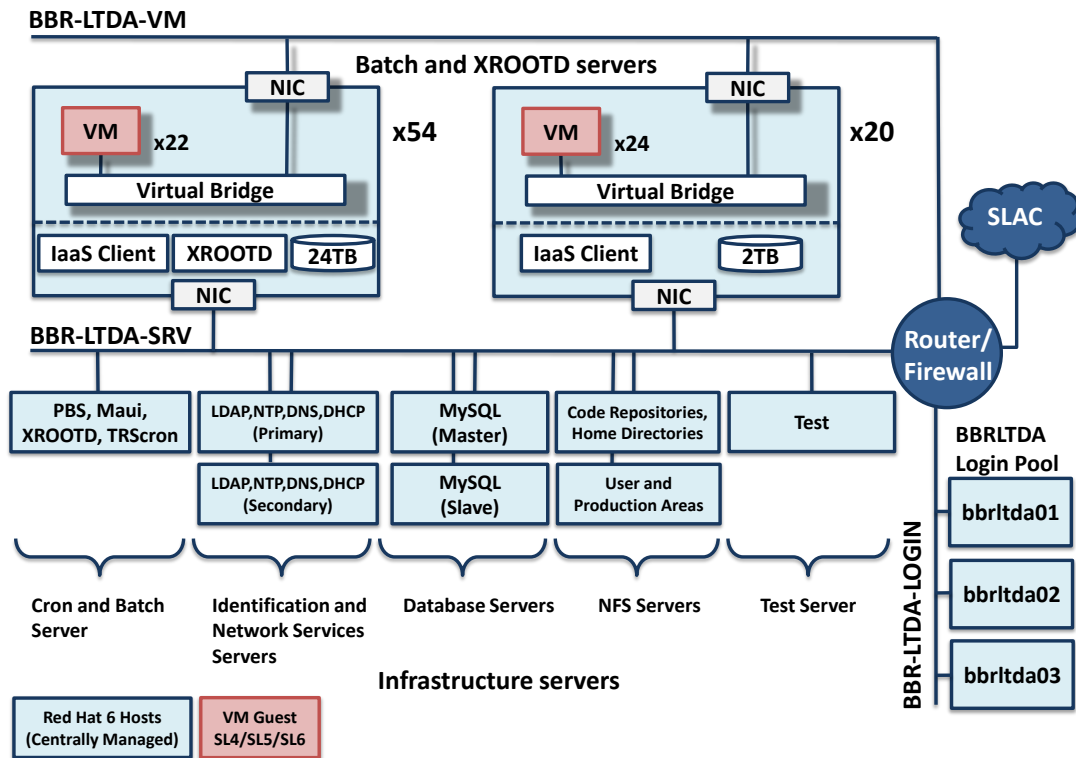 BBR-LTDA-VM
Batch and XROOTD servers
NIC
VM
x22
Virtual Bridge
IaaS Client
XROOTD
24TB
NIC
x54
NIC
VM
x24
Virtual Bridge
IaaS Client
2TB
NIC
x20
SLAC
Router/
Firewall
BBR-LTDA-SRV
PBS, Maui,
XROOTD, TRScron
LDAP,NTP,DNS,DHCP
(Primary)
MySQL
(Master)
Code Repositories,
Home Directories
Test
LDAP,NTP,DNS,DHCP
(Secondary)
MySQL
(Slave)
User and
Production Areas
BBRLTDA
Login Pool
bbrltda01
bbrltda02
bbrltda03
BBR-LTDA-LOGIN
Cron and Batch
Server
Identification and
Network Services
Servers
Database Servers
NFS Servers
Test Server
Infrastructure servers
Red Hat 6 Hosts
(Centrally Managed)
VM Guest
SL4/SL5/SL6